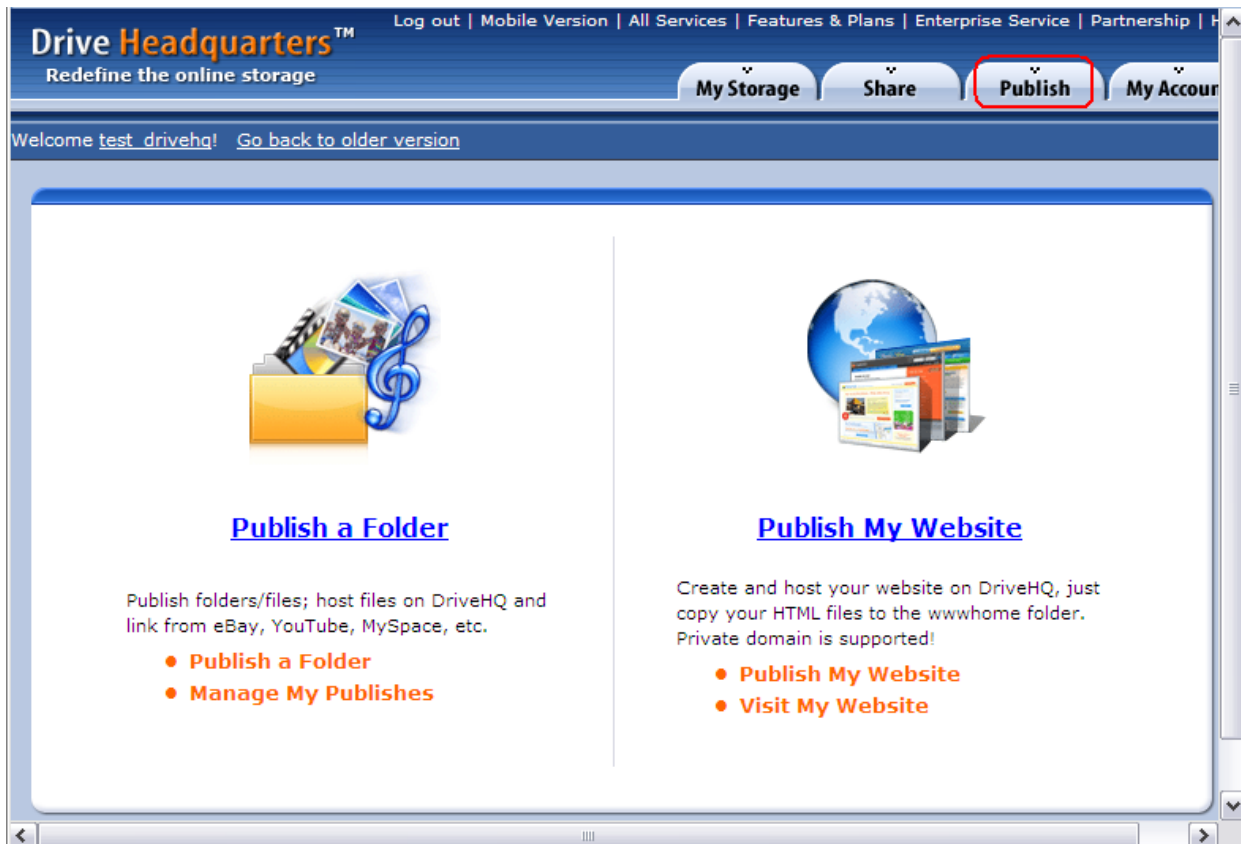 Log out | Mobile Version | All Services | Features & Plans | Enterprise Service | Partnership | H
Drive Headquarters™
Redefine the online storage
My Storage Share Publish My Accoun
Welcome test_drivehq! Go back to older version
Publish a Folder
Publish folders/files; host files on DriveHQ and
link from eBay, YouTube, MySpace, etc.
• Publish a Folder
• Manage My Publishes
Publish My Website
Create and host your website on DriveHQ, just
copy your HTML files to the wwwhome folder.
Private domain is supported!
• Publish My Website
• Visit My Website